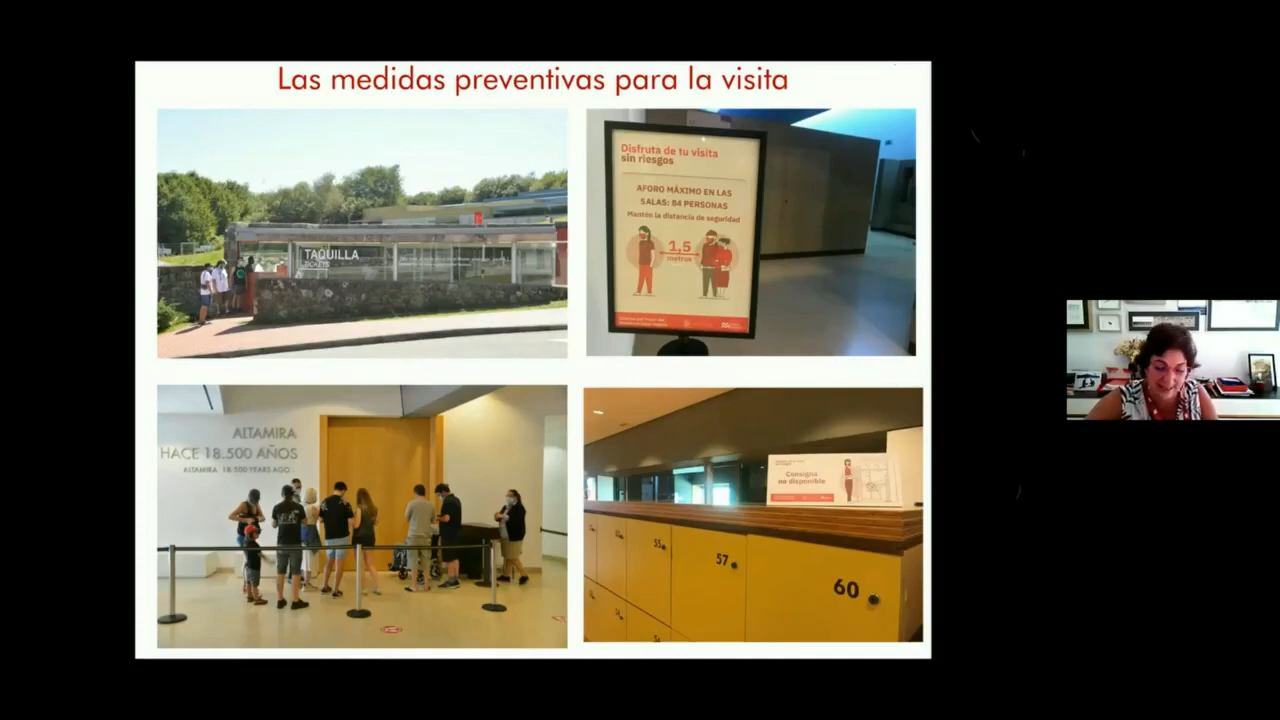 Las medidas preventivas para la visita
TAQUILLA
TICKETS
Disfruta de tu visita
sin riesgos
AFORO MÁXIMO EN LAS
SALAS: 84 PERSONAS
Mantén la distancia de seguridad
1,5
metros
ALTAMIRA
HACE 18.500 AÑOS
ALTAMIRA 18.500 YEARS AGO
Consigna
no disponible
55
57
60